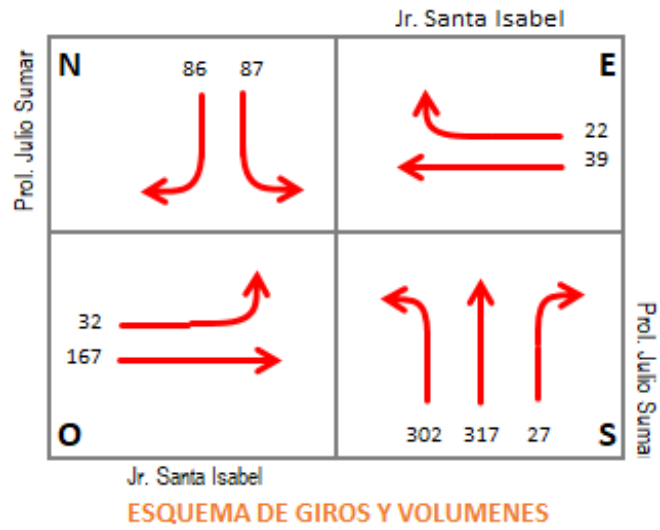 Jr. Santa Isabel
N
86 87
E
Prol. Julio Sumar
22
39
32
167
O
302 317 27
S
Prol. Julio Sumar
Jr. Santa Isabel
ESQUEMA DE GIROS Y VOLUMENES